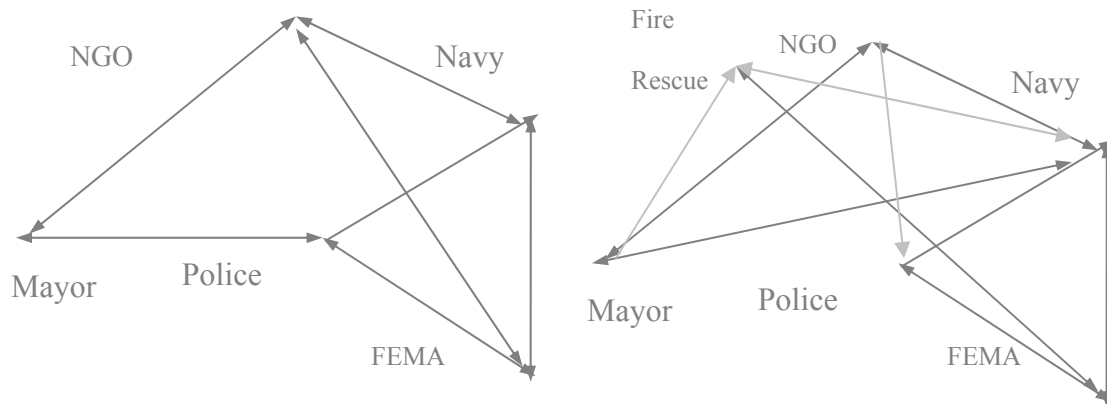 NGO
Navy
Mayor
Police
FEMA
Fire
Rescue
NGO
Navy
Mayor
Police
FEMA